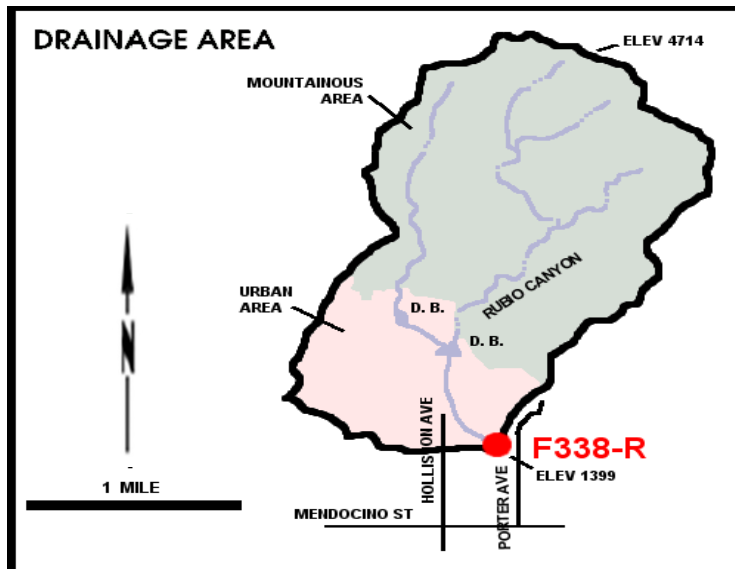 DRAINAGE AREA
ELEV 4714
MOUNTAINOUS
AREA
RUBIO CANYON
URBAN
AREA
D. B.
D. B.
N
HOLLISTON AVE
F338-R
ELEV 1399
PORTER AVE
1 MILE
MENDOCINO ST